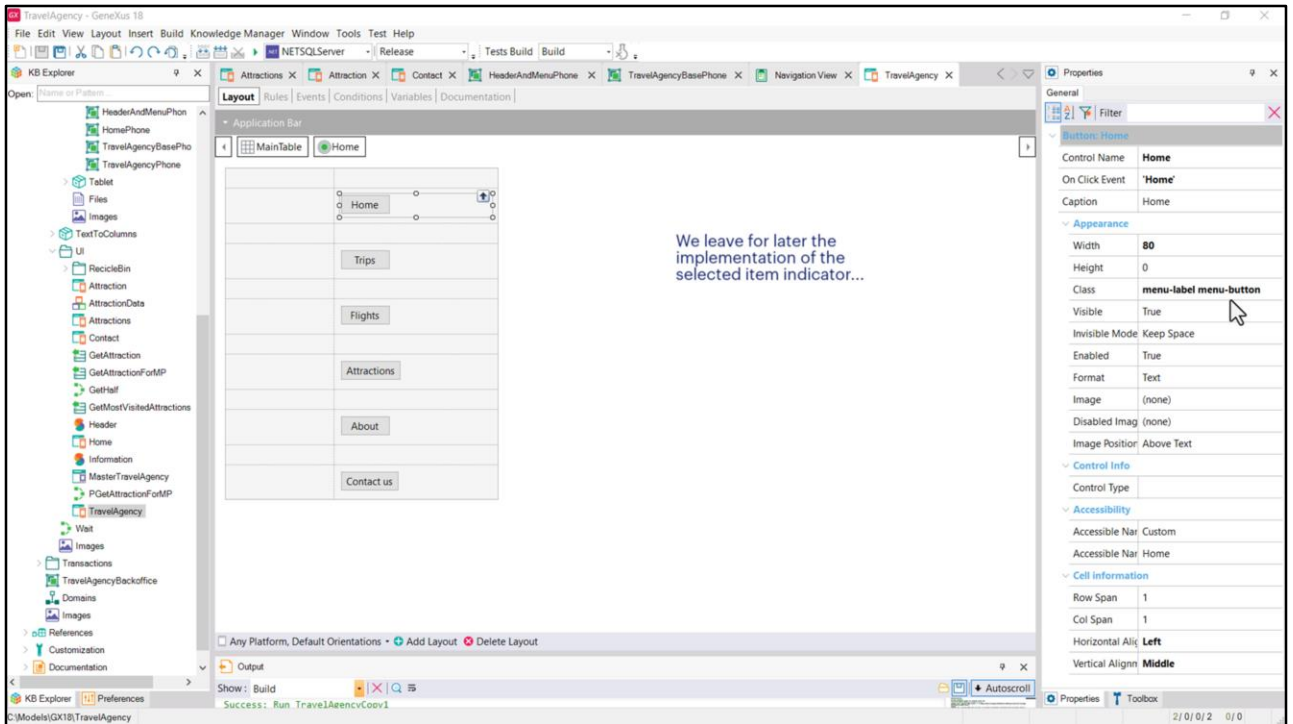 TravelAgency - GeneXus 18
File Edit View Layout Insert Build Knowledge Manager Window Tools Test Help
NETSQLServer Release Tests Build Build
KB Explorer
Open: Name or Pattern...
HeaderAndMenuPhon
HomePhone
TravelAgencyBasePho
TravelAgencyPhone
Tablet
Files
Images
TextToColumns
UI
RecicleBin
Attraction
AttractionData
Attractions
Contact
GetAttraction
GetAttractionForMP
GetHalf
GetMostVisitedAttractions
Header
Home
Information
MasterTravelAgency
PGetAttractionForMP
TravelAgency
Wait
Images
Transactions
TravelAgencyBackoffice
Domains
Images
References
Customization
Documentation
KB Explorer Preferences
C:\Models\GX18\TravelAgency
Attractions Attraction Contact HeaderAndMenuPhone TravelAgencyBasePhone Navigation View TravelAgency
Layout Rules Events Conditions Variables Documentation
Application Bar
MainTable Home
Home
Trips
Flights
Attractions
About
Contact us
We leave for later the
implementation of the
selected item indicator...
Any Platform, Default Orientations Add Layout Delete Layout
Output
Show: Build Autoscroll
Success: Run TravelAgencyCopy1
Properties
General
Filter
Button: Home
Control Name Home
On Click Event 'Home'
Caption Home
Appearance
Width 80
Height 0
Class menu-label menu-button
Visible True
Invisible Mode Keep Space
Enabled True
Format Text
Image (none)
Disabled Imag (none)
Image Position Above Text
Control Info
Control Type
Accessibility
Accessible Nar Custom
Accessible Nar Home
Cell information
Row Span 1
Col Span 1
Horizontal Alig Left
Vertical Alignn Middle
Properties Toolbox
2/0/0/2 0/0